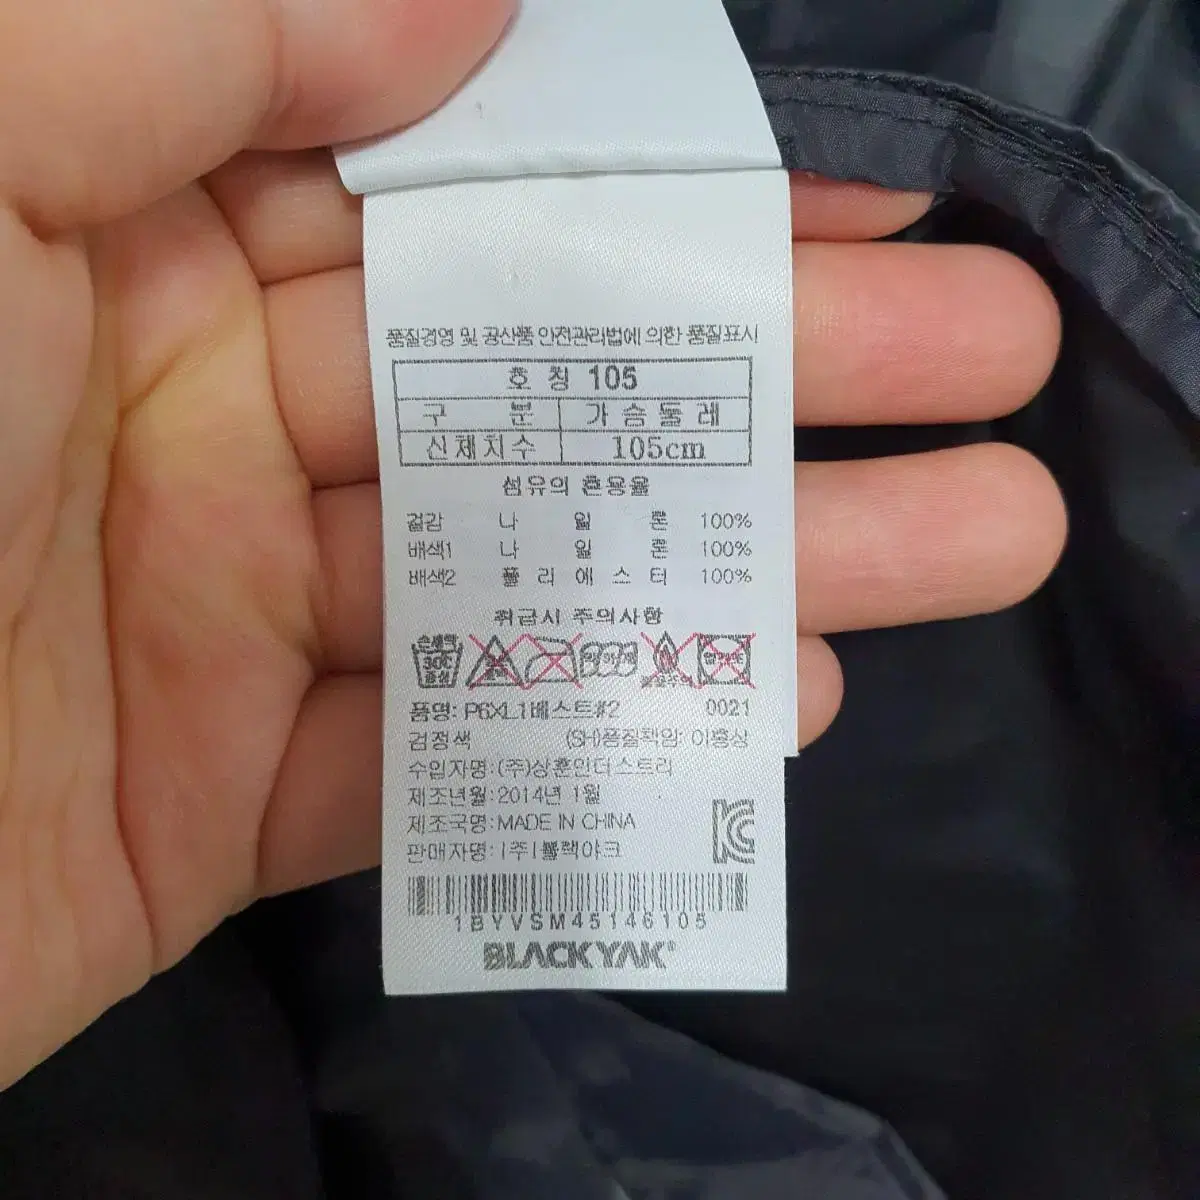 품질경영 및 공산품 안전관리법에 의한 품질표시
호 칭 105
구 분 가슴둘레
신체치수 105cm
섬유의 혼용율
겉감 나 일 론 100%
배색1 나 일 론 100%
배색2 폴 리 에 스 터 100%
취급시 주의사항
손세탁 30℃ 중성
품명: P6XL1베스트#2 0021
검정색 (SH)품질책임: 이흥상
수입자명:(주)상훈인더스트리
제조년월:2014년 1월
제조국명:MADE IN CHINA
판매자명:(주)블랙야크
1BYVSM45146105
BLACKYAK®